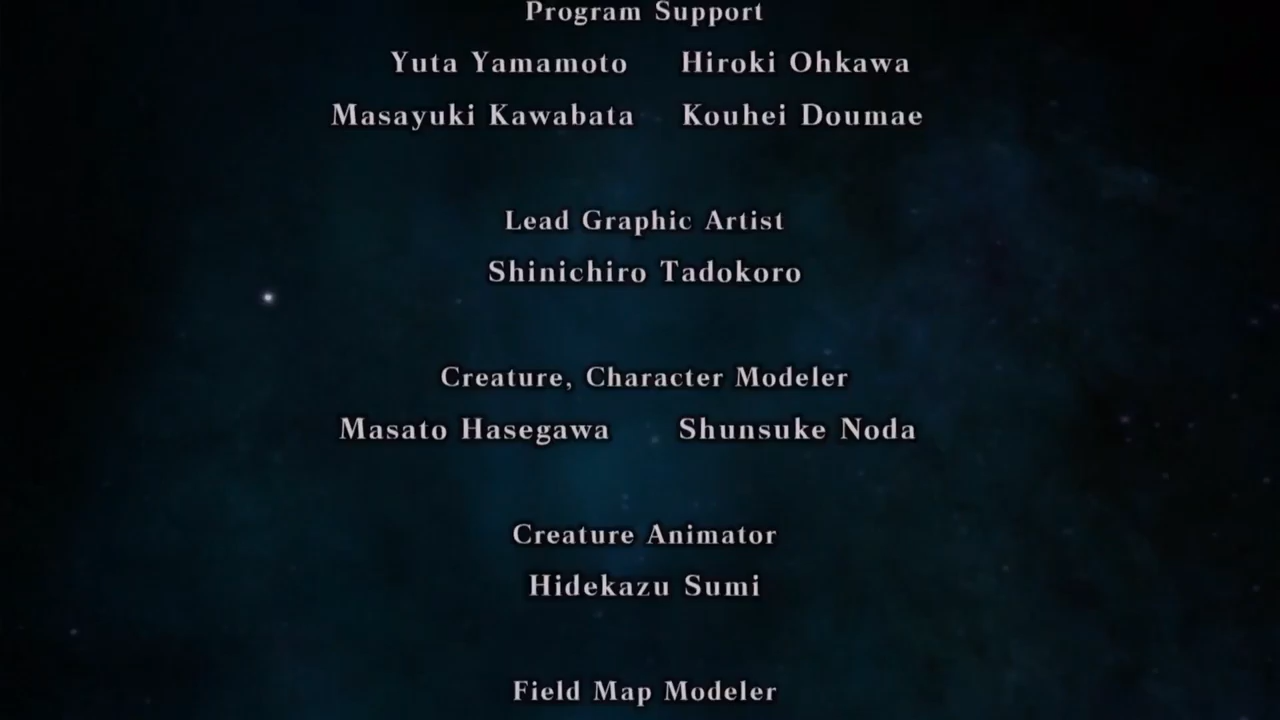 Program Support
Yuta Yamamoto Hiroki Ohkawa
Masayuki Kawabata Kouhei Doumae
Lead Graphic Artist
Shinichiro Tadokoro
Creature, Character Modeler
Masato Hasegawa Shunsuke Noda
Creature Animator
Hidekazu Sumi
Field Map Modeler